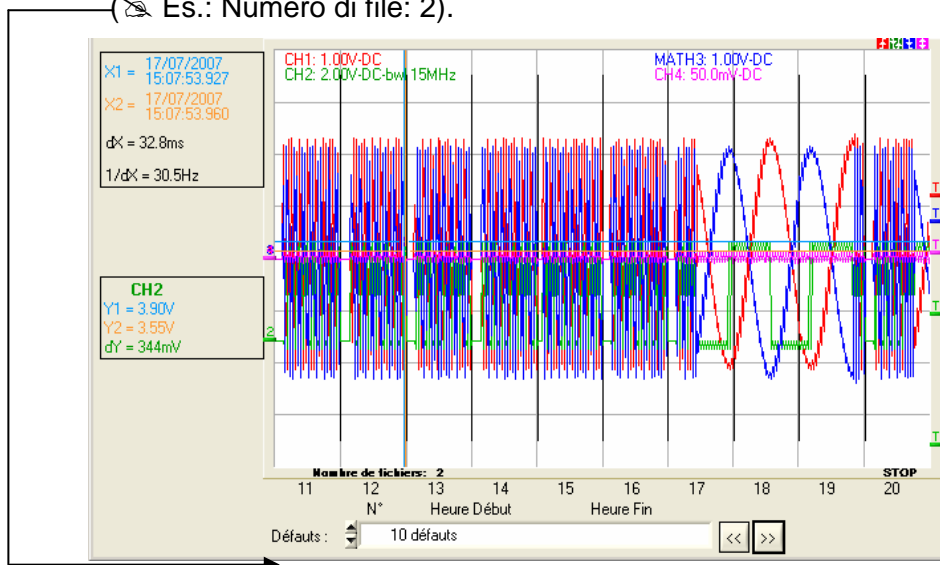 (✎ Es.: Numero di file: 2).
X1 = 17/07/2007
15:07:53.927
X2 = 17/07/2007
15:07:53.960
dX = 32.8ms
1/dX = 30.5Hz
CH1: 1.00V-DC
CH2: 2.00V-DC-bw 15MHz
MATH3: 1.00V-DC
CH4: 50.0mV-DC
T
T
T
T
T
2
CH2
Y1 = 3.90V
Y2 = 3.55V
dY = 344mV
Nombre de fichiers: 2
STOP
11 12 13 14 15 16 17 18 19 20
N° Heure Début Heure Fin
Défauts : 10 défauts << >>